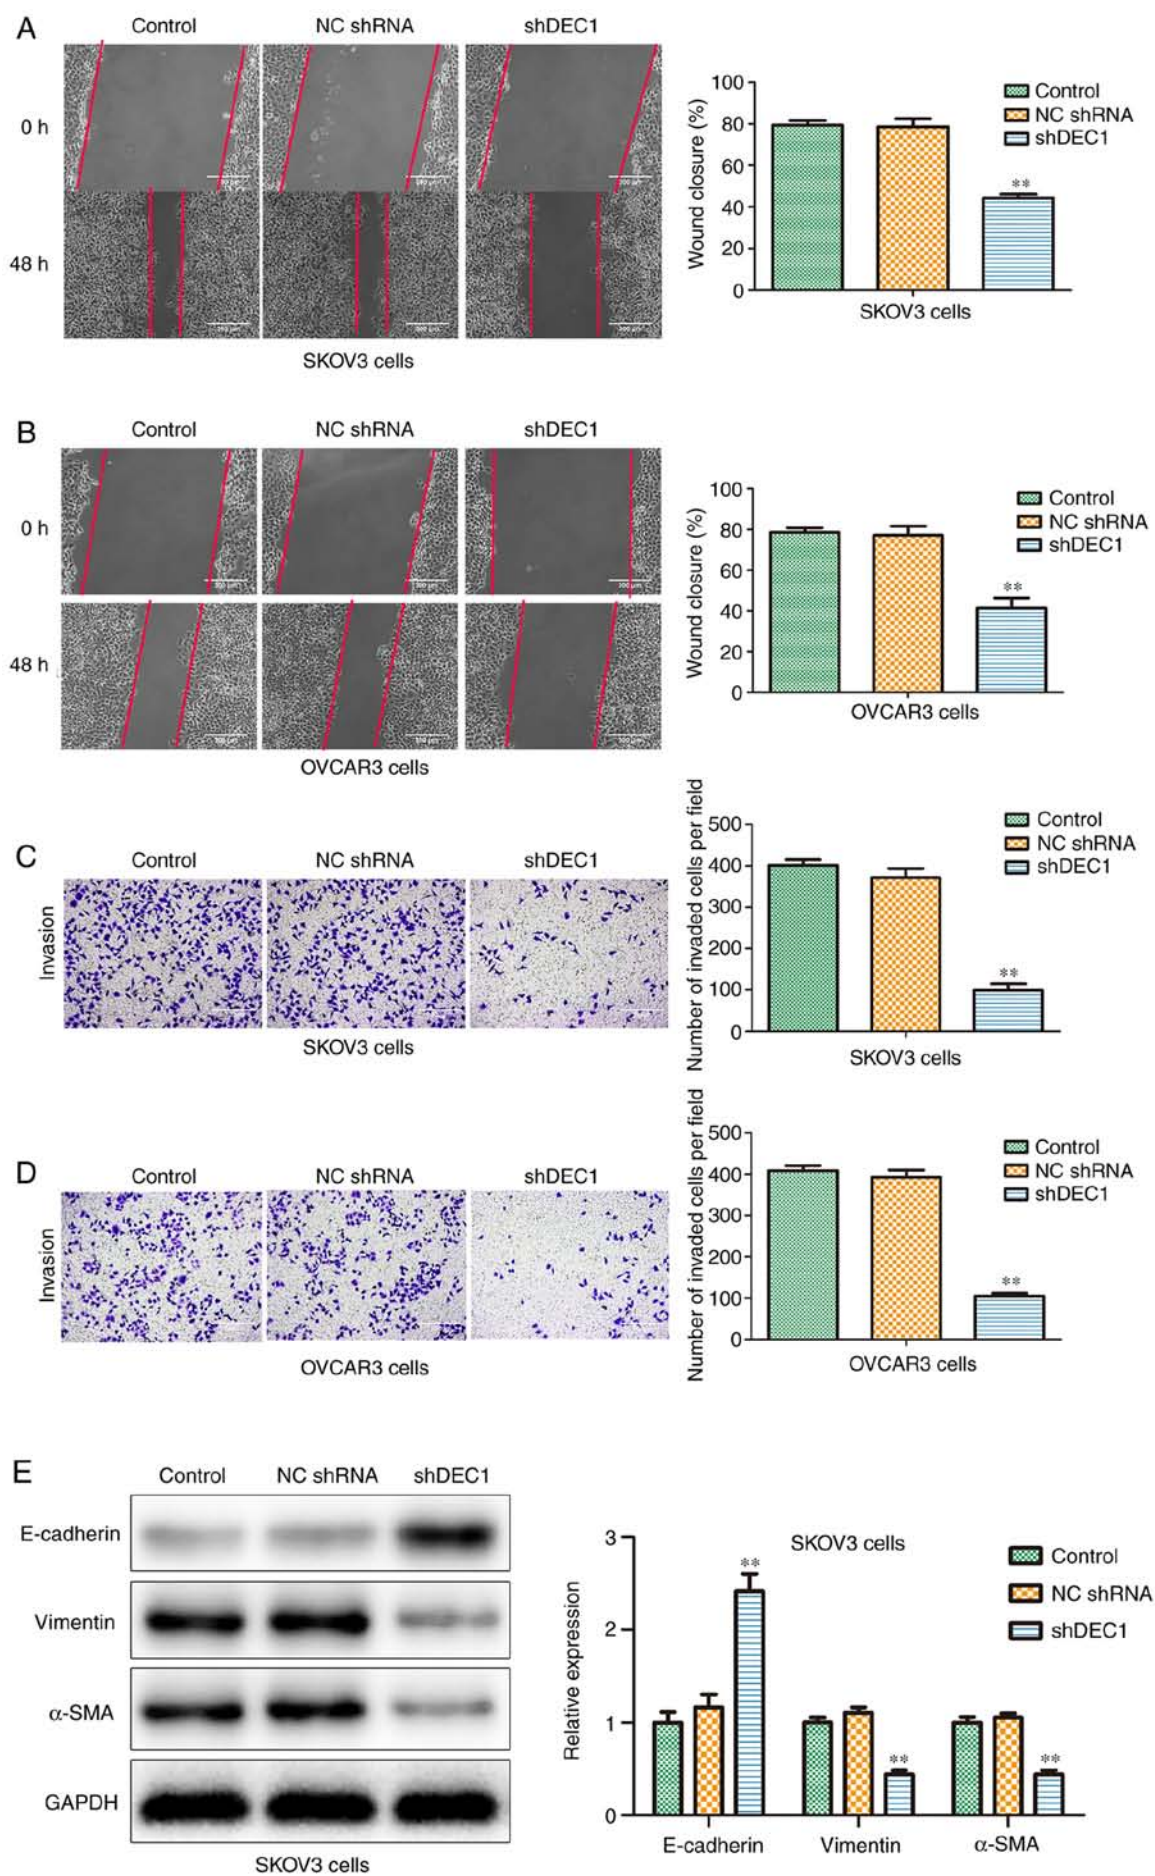 A
Control
NC shRNA
shDEC1
0 h
48 h
SKOV3 cells
Wound closure (%)
100
80
60
40
20
0
**
Control
NC shRNA
shDEC1
SKOV3 cells
B
Control
NC shRNA
shDEC1
0 h
48 h
OVCAR3 cells
Wound closure (%)
100
80
60
40
20
0
**
Control
NC shRNA
shDEC1
OVCAR3 cells
C
Control
NC shRNA
shDEC1
Invasion
SKOV3 cells
Number of invaded cells per field
500
400
300
200
100
0
**
Control
NC shRNA
shDEC1
SKOV3 cells
D
Control
NC shRNA
shDEC1
Invasion
OVCAR3 cells
Number of invaded cells per field
500
400
300
200
100
0
**
Control
NC shRNA
shDEC1
OVCAR3 cells
E
Control
NC shRNA
shDEC1
E-cadherin
Vimentin
α-SMA
GAPDH
SKOV3 cells
SKOV3 cells
Relative expression
3
2
1
0
**
**
**
Control
NC shRNA
shDEC1
E-cadherin
Vimentin
α-SMA